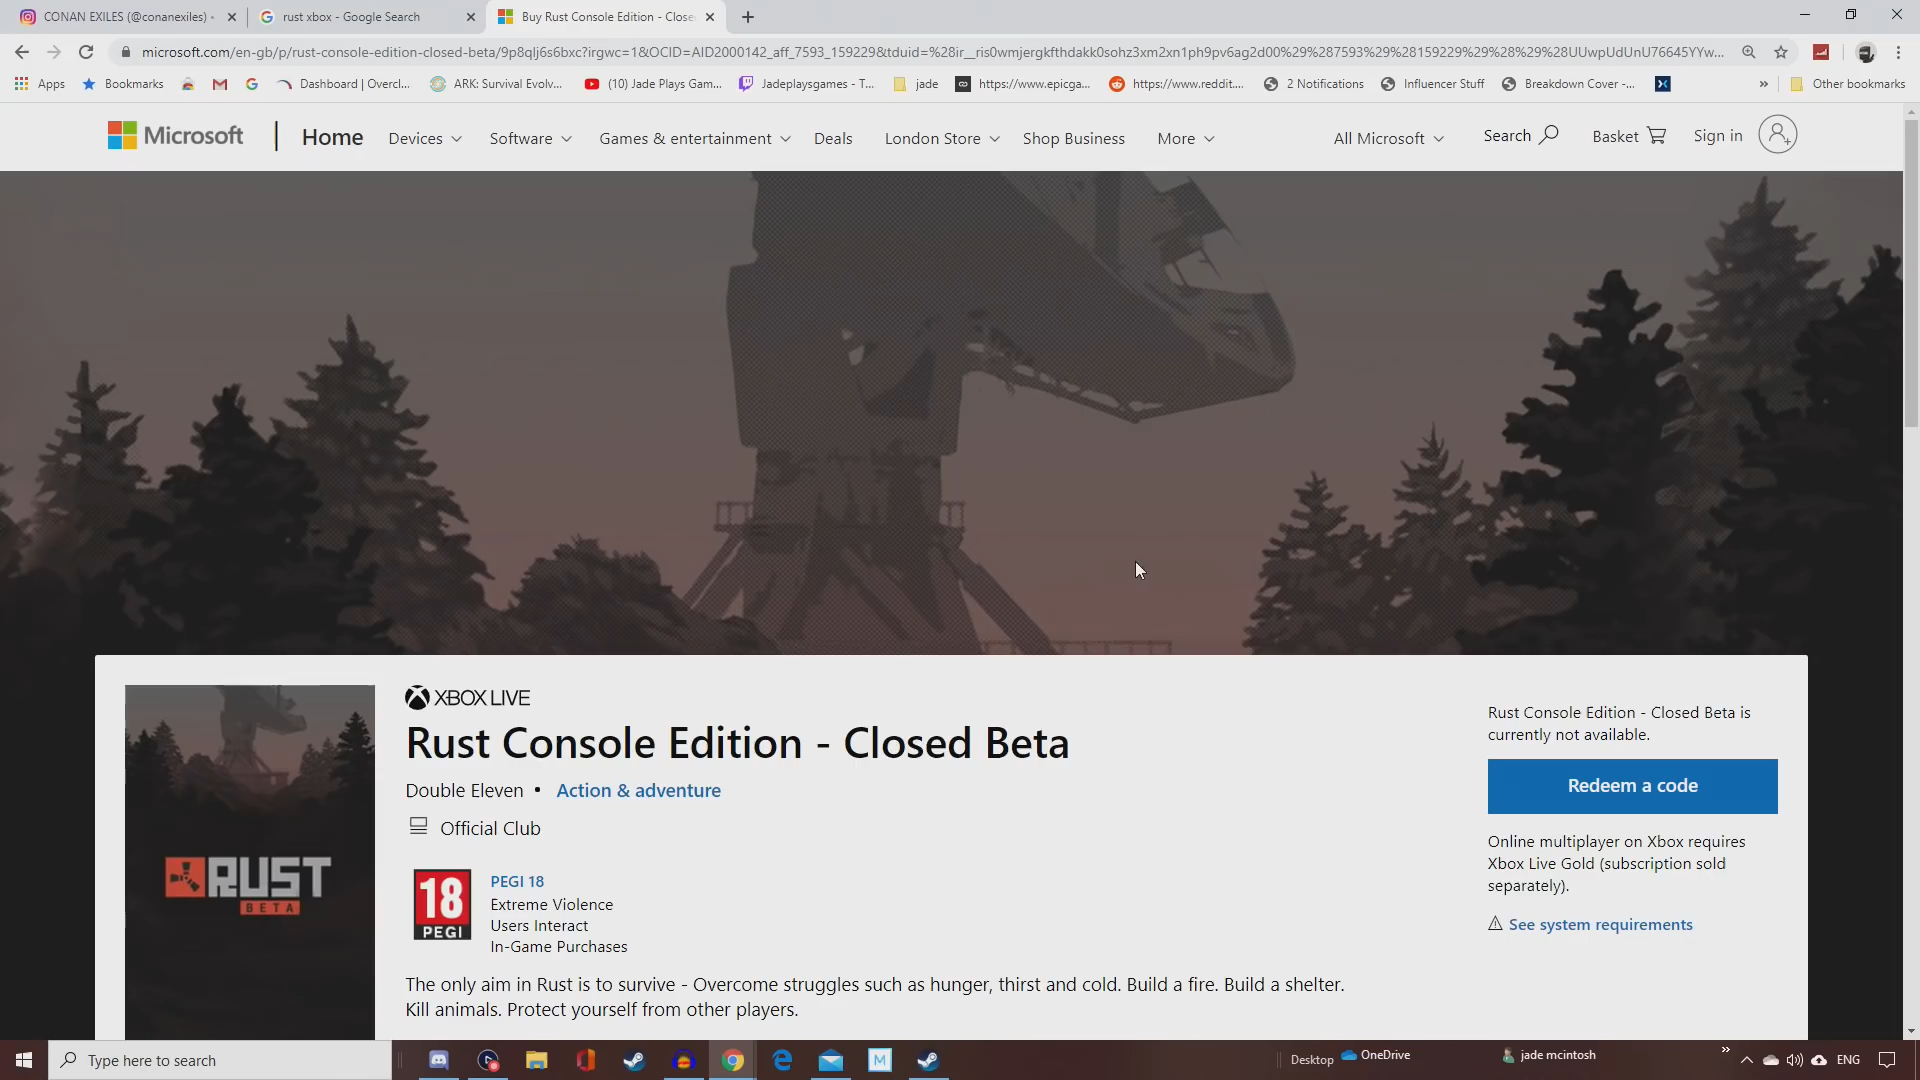 CONAN EXILES (@conanexiles) •
rust xbox - Google Search
Buy Rust Console Edition - Close
microsoft.com/en-gb/p/rust-console-edition-closed-beta/9p8qlj6s6bxc?irgwc=1&OCID=AID2000142_aff_7593_159229&tduid=%28ir__ris0wmjergkfthdakk0sohz3xm2xn1ph9pv6ag2d00%29%287593%29%28159229%29%28%29%28UUwpUdUnU76645YYw...
Apps
Bookmarks
Dashboard | Overcl...
ARK: Survival Evolv...
(10) Jade Plays Gam...
Jadeplaysgames - T...
jade
https://www.epicga...
https://www.reddit....
2 Notifications
Influencer Stuff
Breakdown Cover -...
»
Other bookmarks
Microsoft
Home
Devices
Software
Games & entertainment
Deals
London Store
Shop Business
More
All Microsoft
Search
Basket
Sign in
XBOX LIVE
Rust Console Edition - Closed Beta
Double Eleven • Action & adventure
Official Club
18
PEGI
PEGI 18
Extreme Violence
Users Interact
In-Game Purchases
The only aim in Rust is to survive - Overcome struggles such as hunger, thirst and cold. Build a fire. Build a shelter.
Kill animals. Protect yourself from other players.
RUST
BETA
Rust Console Edition - Closed Beta is
currently not available.
Redeem a code
Online multiplayer on Xbox requires
Xbox Live Gold (subscription sold
separately).
See system requirements
Type here to search
M
Desktop
OneDrive
jade mcintosh
»
ENG